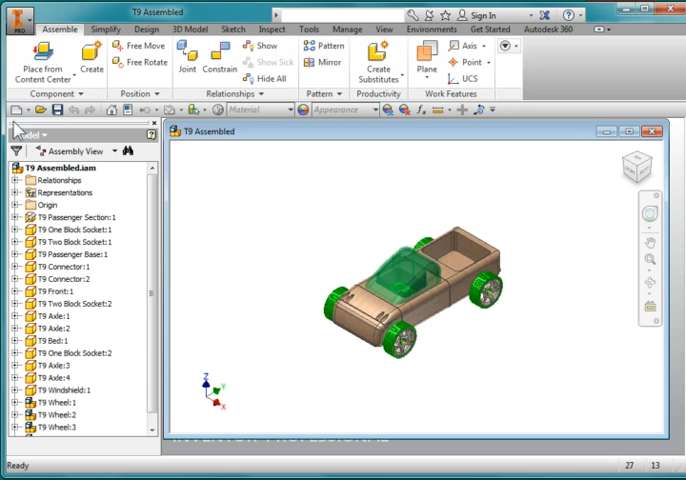 T9 Assembled
Sign In
PRO
Assemble Simplify Design 3D Model Sketch Inspect Tools Manage View Environments Get Started Autodesk 360
Place from Content Center
Create
Free Move
Free Rotate
Joint
Constrain
Show
Show Sick
Hide All
Pattern
Mirror
Create Substitutes
Plane
Axis
Point
UCS
Component Position Relationships Pattern Productivity Work Features
Material Appearance
Model
Assembly View
T9 Assembled.iam
Relationships
Representations
Origin
T9 Passenger Section:1
T9 One Block Socket:1
T9 Two Block Socket:1
T9 Passenger Base:1
T9 Connector:1
T9 Connector:2
T9 Front:1
T9 Two Block Socket:2
T9 Axle:1
T9 Axle:2
T9 Bed:1
T9 One Block Socket:2
T9 Axle:3
T9 Axle:4
T9 Windshield:1
T9 Wheel:1
T9 Wheel:2
T9 Wheel:3
T9 Assembled
Z
Y
X
INVENTOR PROFESSIONAL
Ready
27 13